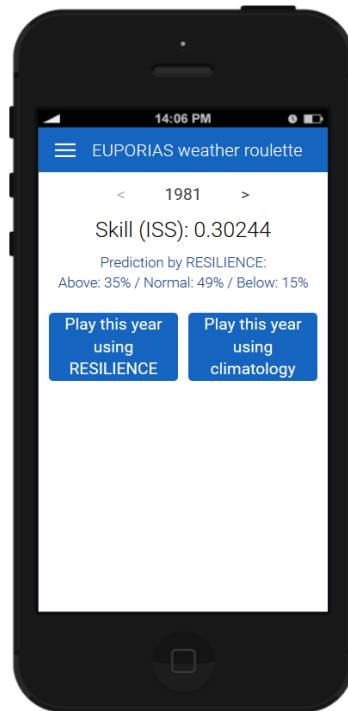 14:06 PM
EUPORIAS weather roulette
< 1981 >
Skill (ISS): 0.30244
Prediction by RESILIENCE:
Above: 35% / Normal: 49% / Below: 15%
Play this year
using
RESILIENCE
Play this year
using
climatology